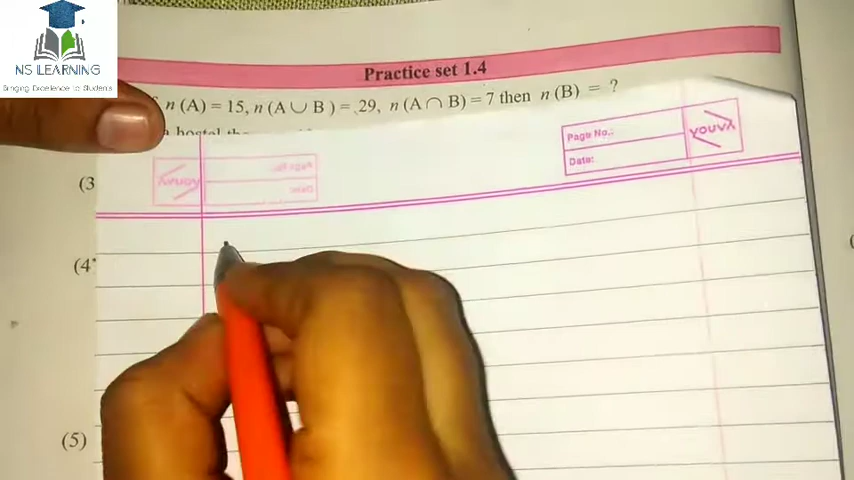 NS LEARNING
Bringing Excellence to Students
Practice set 1.4
n (A) = 15, n (A ∪ B ) = 29, n (A ∩ B) = 7 then n (B) = ?
a hostel
Page No.:
Date:
YOUVA
(3
(4
(5)